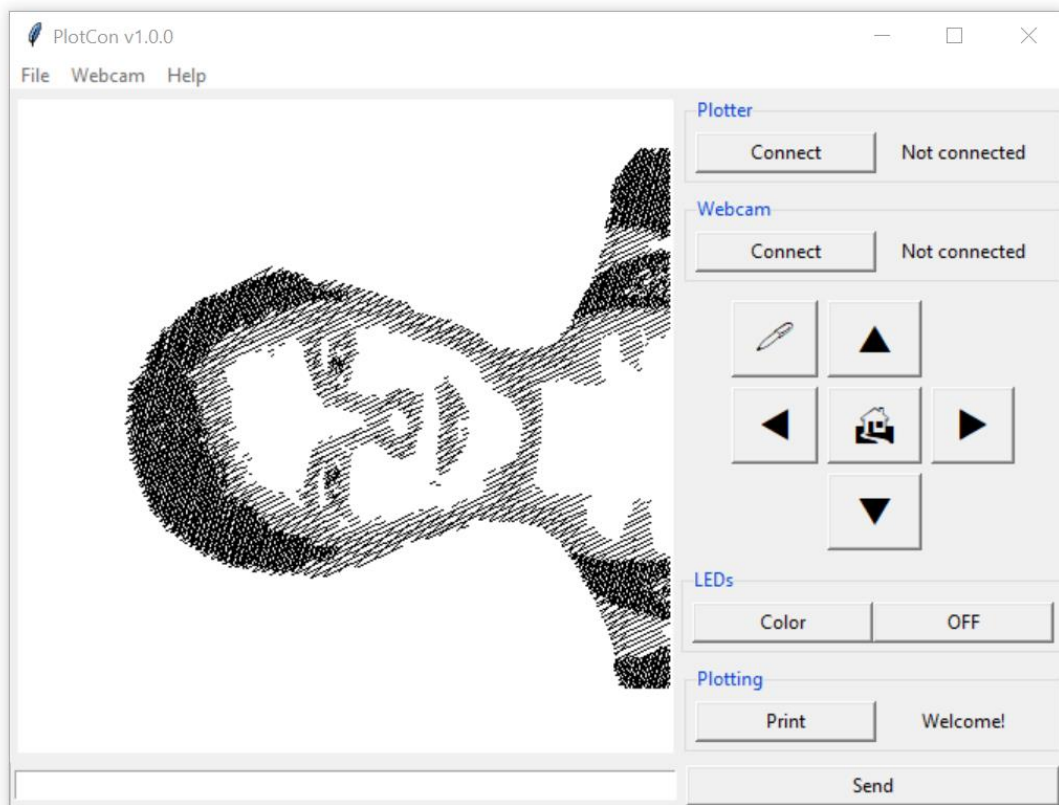 PlotCon v1.0.0
File Webcam Help
Plotter
Connect Not connected
Webcam
Connect Not connected
LEDs
Color OFF
Plotting
Print Welcome!
Send